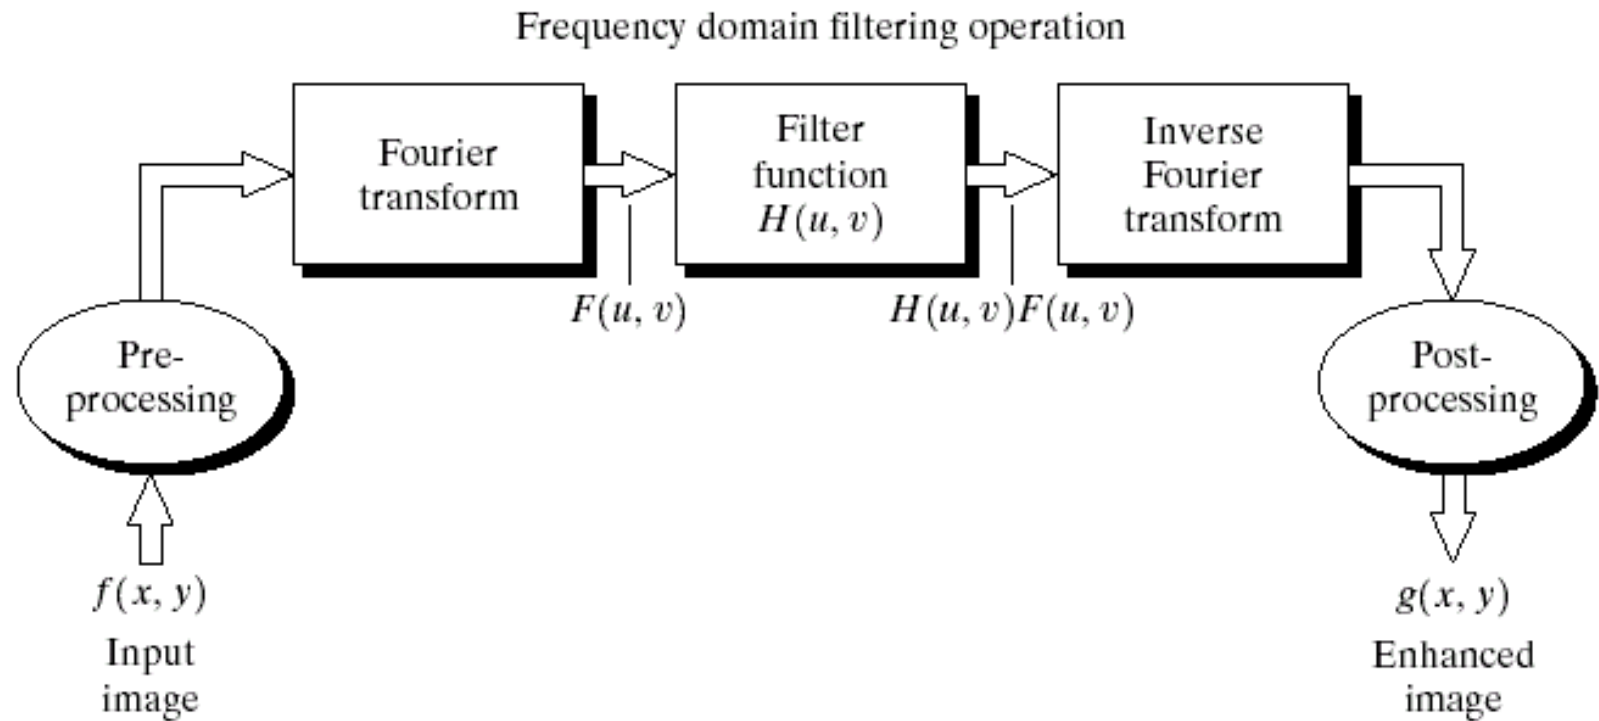 Frequency domain filtering operation
Fourier
transform
Filter
function
H(u, v)
Inverse
Fourier
transform
F(u, v)
H(u, v)F(u, v)
Pre-
processing
Post-
processing
f(x, y)
Input
image
g(x, y)
Enhanced
image